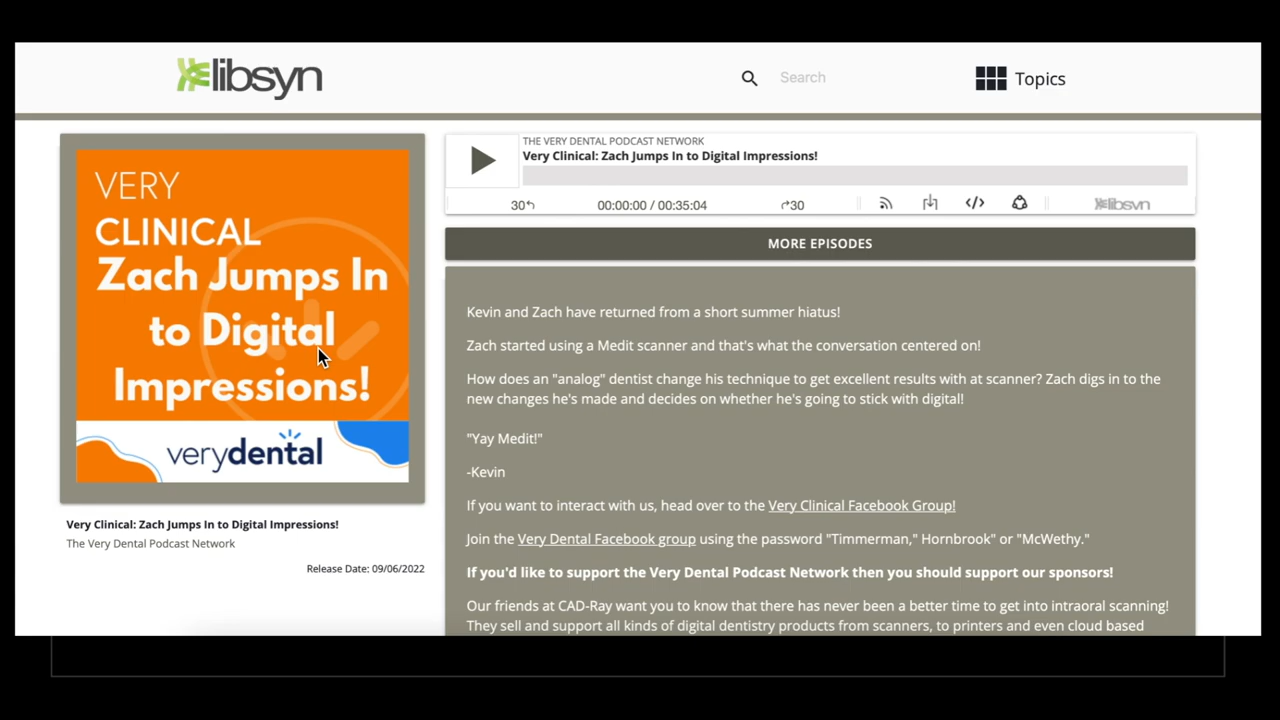 libsyn
Search
Topics
VERY
CLINICAL
Zach Jumps In
to Digital
Impressions!
verydental
Very Clinical: Zach Jumps In to Digital Impressions!
The Very Dental Podcast Network
Release Date: 09/06/2022
THE VERY DENTAL PODCAST NETWORK
Very Clinical: Zach Jumps In to Digital Impressions!
30 00:00:00 / 00:35:04 30 </> libsyn
MORE EPISODES
Kevin and Zach have returned from a short summer hiatus!
Zach started using a Medit scanner and that's what the conversation centered on!
How does an "analog" dentist change his technique to get excellent results with at scanner? Zach digs in to the
new changes he's made and decides on whether he's going to stick with digital!
"Yay Medit!"
-Kevin
If you want to interact with us, head over to the Very Clinical Facebook Group!
Join the Very Dental Facebook group using the password "Timmerman," Hornbrook" or "McWethy."
If you'd like to support the Very Dental Podcast Network then you should support our sponsors!
Our friends at CAD-Ray want you to know that there has never been a better time to get into intraoral scanning!
They sell and support all kinds of digital dentistry products from scanners, to printers and even cloud based